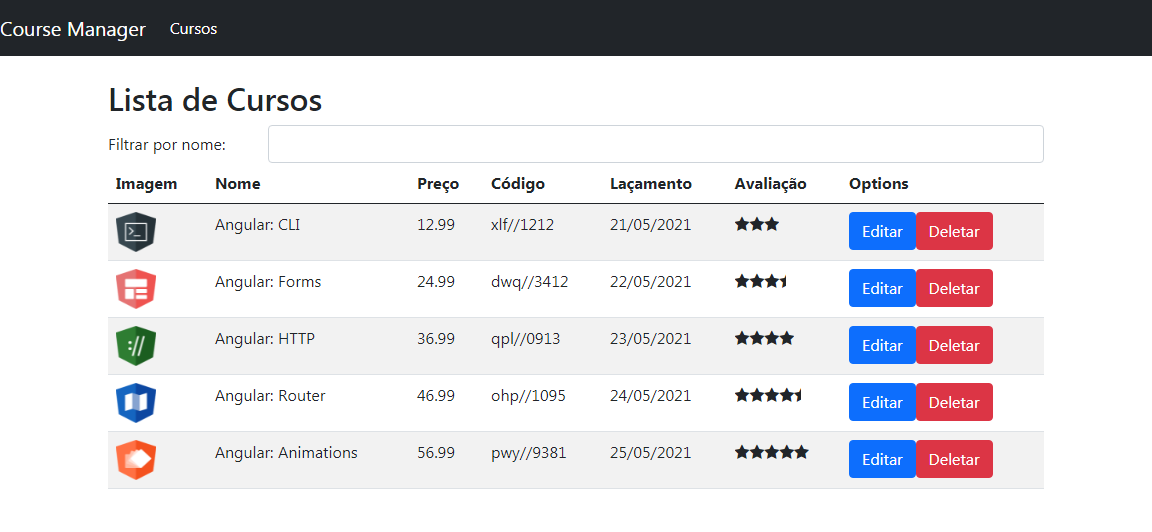 Course Manager Cursos
Lista de Cursos
Filtrar por nome:
Imagem Nome Preço Código Laçamento Avaliação Options
Angular: CLI 12.99 xlf//1212 21/05/2021 Editar Deletar
Angular: Forms 24.99 dwq//3412 22/05/2021 Editar Deletar
Angular: HTTP 36.99 qpl//0913 23/05/2021 Editar Deletar
Angular: Router 46.99 ohp//1095 24/05/2021 Editar Deletar
Angular: Animations 56.99 pwy//9381 25/05/2021 Editar Deletar